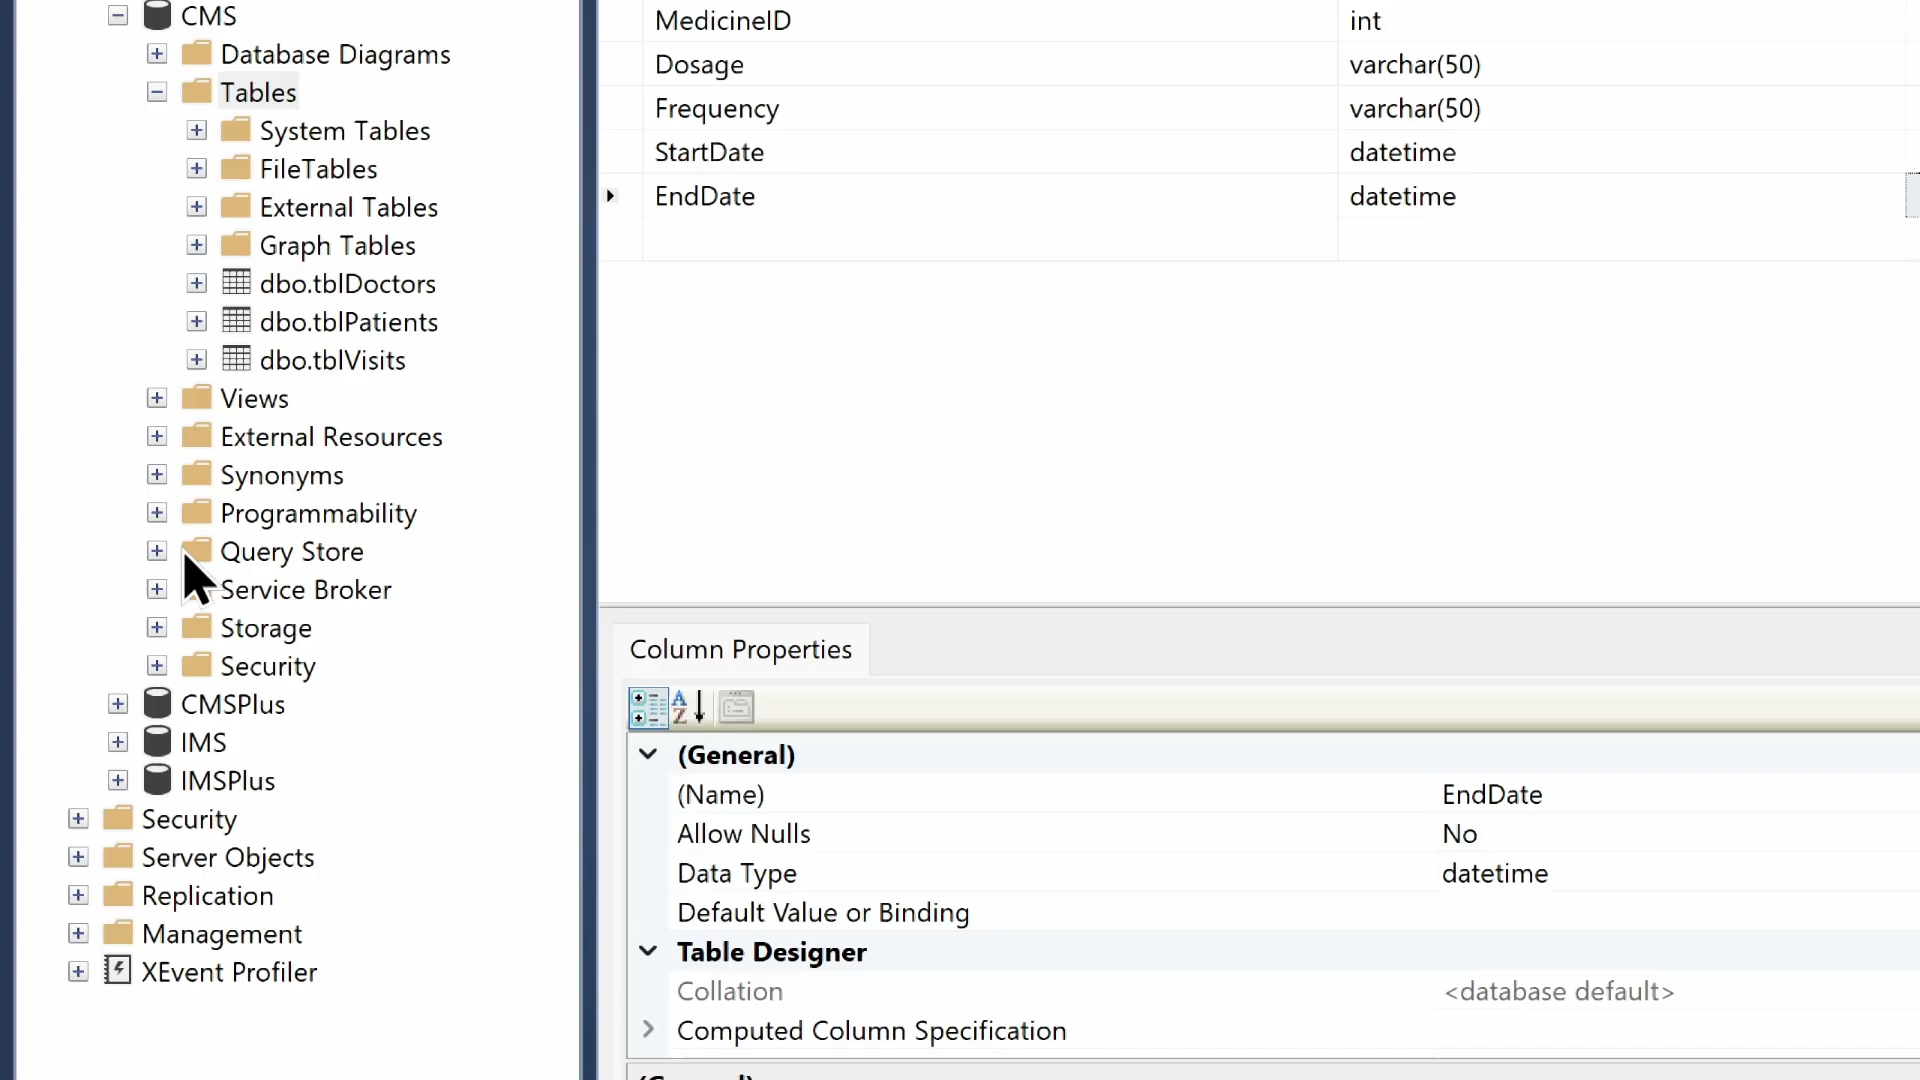 CMS
Database Diagrams
Tables
System Tables
FileTables
External Tables
Graph Tables
dbo.tblDoctors
dbo.tblPatients
dbo.tblVisits
Views
External Resources
Synonyms
Programmability
Query Store
Service Broker
Storage
Security
CMSPlus
IMS
IMSPlus
Security
Server Objects
Replication
Management
XEvent Profiler
MedicineID int
Dosage varchar(50)
Frequency varchar(50)
StartDate datetime
EndDate datetime
Column Properties
(General)
(Name) EndDate
Allow Nulls No
Data Type datetime
Default Value or Binding
Table Designer
Collation <database default>
Computed Column Specification
(General)